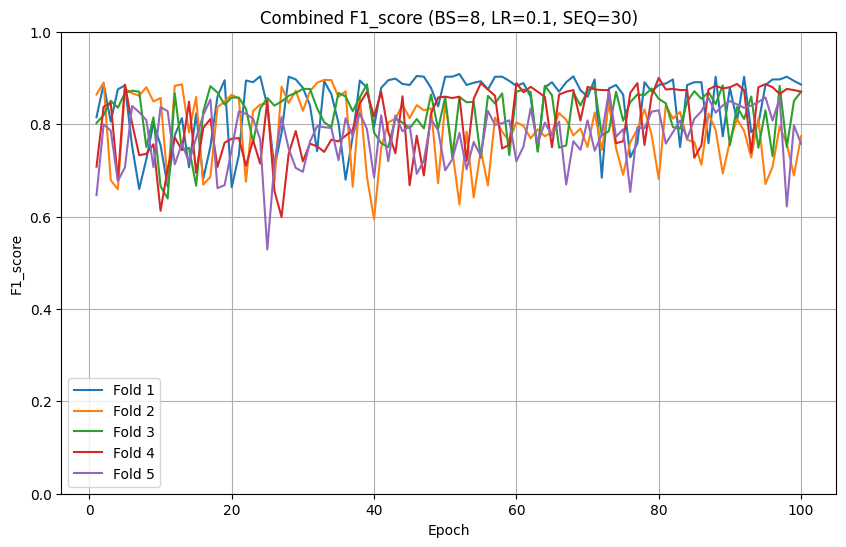 Combined F1_score (BS=8, LR=0.1, SEQ=30)
F1_score
1.0
0.8
0.6
0.4
0.2
0.0
Fold 1
Fold 2
Fold 3
Fold 4
Fold 5
0 20 40 60 80 100
Epoch